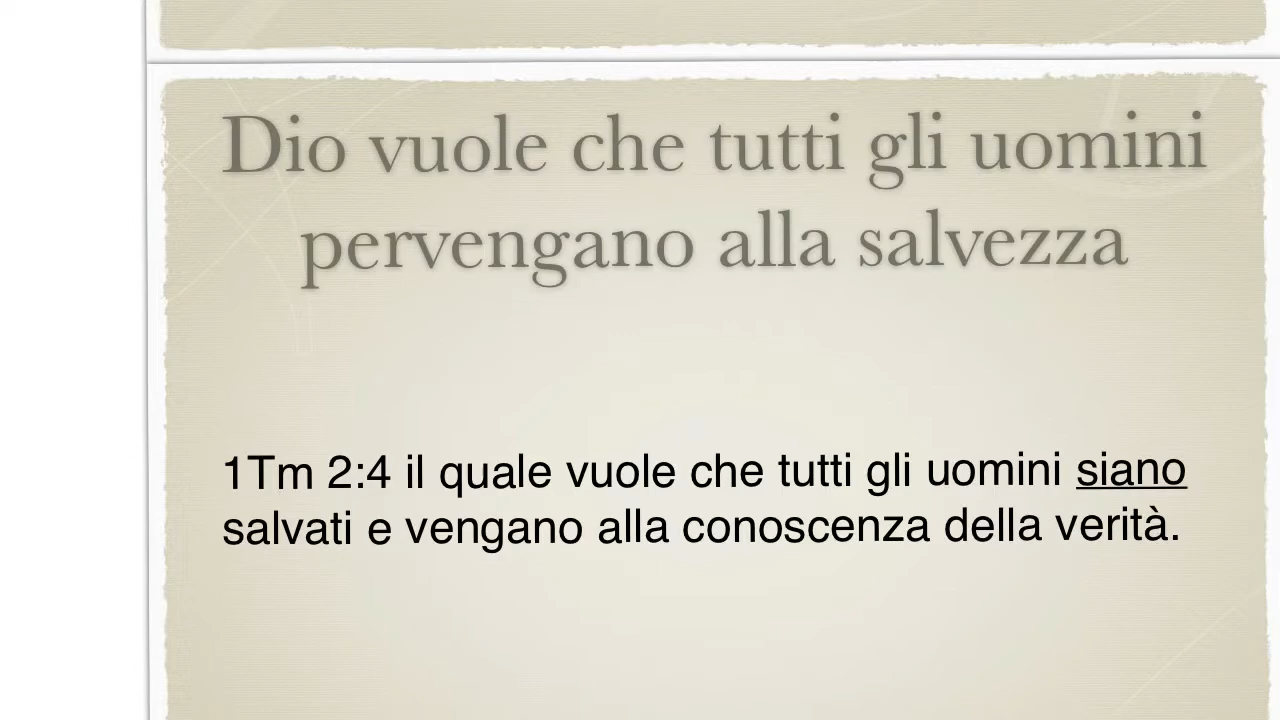 Dio vuole che tutti gli uomini
pervengano alla salvezza
1Tm 2:4 il quale vuole che tutti gli uomini siano
salvati e vengano alla conoscenza della verità.